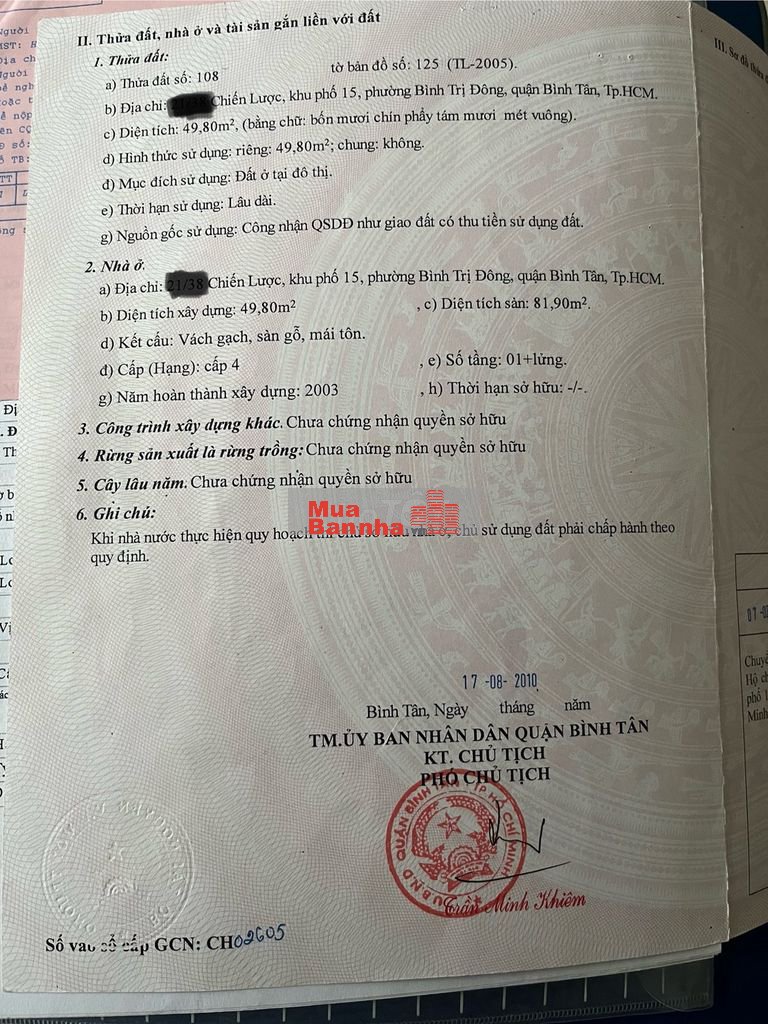 II. Thửa đất, nhà ở và tài sản gắn liền với đất
1. Thửa đất:
a) Thửa đất số: 108 tờ bản đồ số: 125 (TL-2005).
b) Địa chỉ: Chiến Lược, khu phố 15, phường Bình Trị Đông, quận Bình Tân, Tp.HCM.
c) Diện tích: 49,80m², (bằng chữ: bốn mươi chín phẩy tám mươi mét vuông).
d) Hình thức sử dụng: riêng: 49,80m²; chung: không.
đ) Mục đích sử dụng: Đất ở tại đô thị.
e) Thời hạn sử dụng: Lâu dài.
g) Nguồn gốc sử dụng: Công nhận QSDĐ như giao đất có thu tiền sử dụng đất.
2. Nhà ở.
a) Địa chỉ: Chiến Lược, khu phố 15, phường Bình Trị Đông, quận Bình Tân, Tp.HCM.
b) Diện tích xây dựng: 49,80m² , c) Diện tích sàn: 81,90m².
d) Kết cấu: Vách gạch, sàn gỗ, mái tôn.
đ) Cấp (Hạng): cấp 4 , e) Số tầng: 01+lửng.
g) Năm hoàn thành xây dựng: 2003 , h) Thời hạn sở hữu: -/-.
3. Công trình xây dựng khác. Chưa chứng nhận quyền sở hữu
4. Rừng sản xuất là rừng trồng: Chưa chứng nhận quyền sở hữu
5. Cây lâu năm. Chưa chứng nhận quyền sở hữu
6. Ghi chú:
Mua
Bannha
Khi nhà nước thực hiện quy hoạch chủ sử dụng đất phải chấp hành theo
quy định.
17-08-2010
Bình Tân, Ngày tháng năm
TM.ỦY BAN NHÂN DÂN QUẬN BÌNH TÂN
KT. CHỦ TỊCH
PHÓ CHỦ TỊCH
U.B.N.D QUẬN BÌNH TÂN T.P HỒ CHÍ MINH
Trần Minh Khiêm
Số vào sổ cấp GCN: CH02605